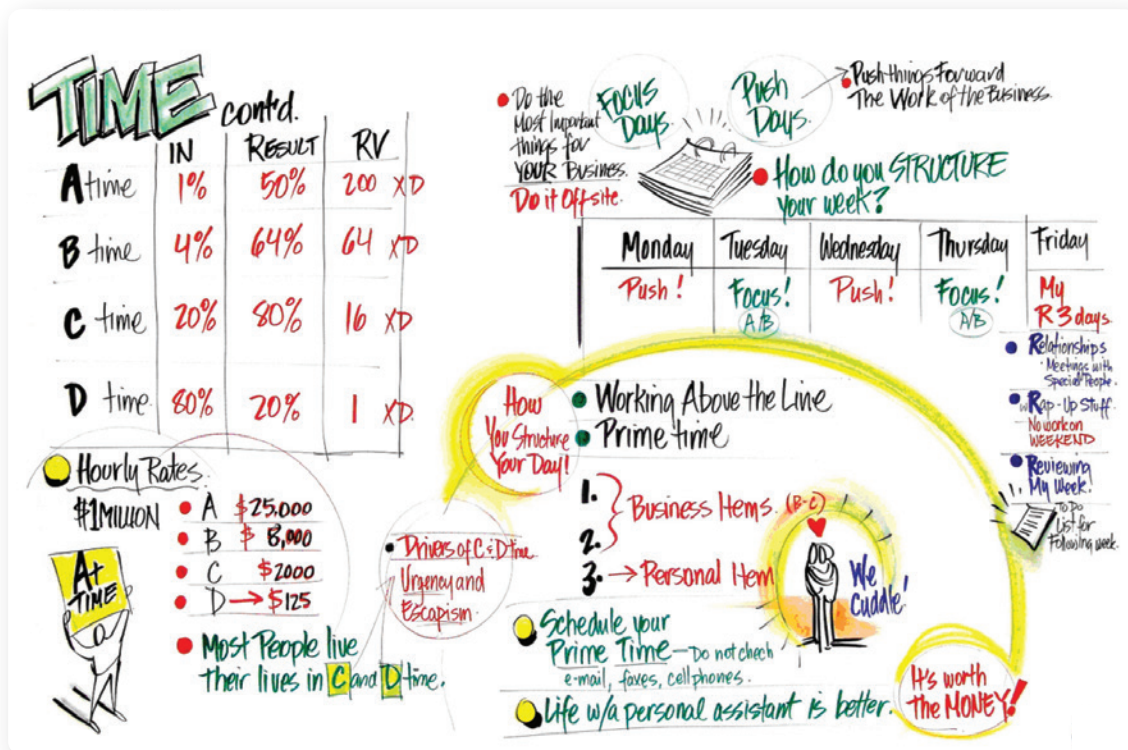 TIME cont'd.
IN RESULT RV
A time 1% 50% 200 XD
B time 4% 64% 64 XD
C time 20% 80% 16 XD
D time 80% 20% 1 XD
Hourly Rates.
$1MILLION
A $25,000
B $8,000
C $2000
D → $125
A+
TIME
Most People live
their lives in C and D time.
Drivers of C & D time
Urgency and
Escapism.
Do the
Most Important
things for
YOUR Business.
Do it Offsite.
FOCUS
Days.
Push
Days.
Push things Forward
The Work of the Business.
How do you STRUCTURE
your week?
Monday Tuesday Wednesday Thursday Friday
Push! Focus! Push! Focus! My
A/B A/B R3 days.
Relationships
Meetings with
Special People.
wRap-Up Stuff.
No work on
WEEKEND
Reviewing
My Week!
To Do
List for
Following week.
How
You Structure
Your Day!
Working Above the Line
Prime time
1.
2.
Business Items. (B-C)
3. → Personal Item
We
Cuddle!
Schedule your
Prime Time — Do not chech
e-mail, faxes, cellphones.
Life w/a personal assistant is better.
It's worth
the MONEY!